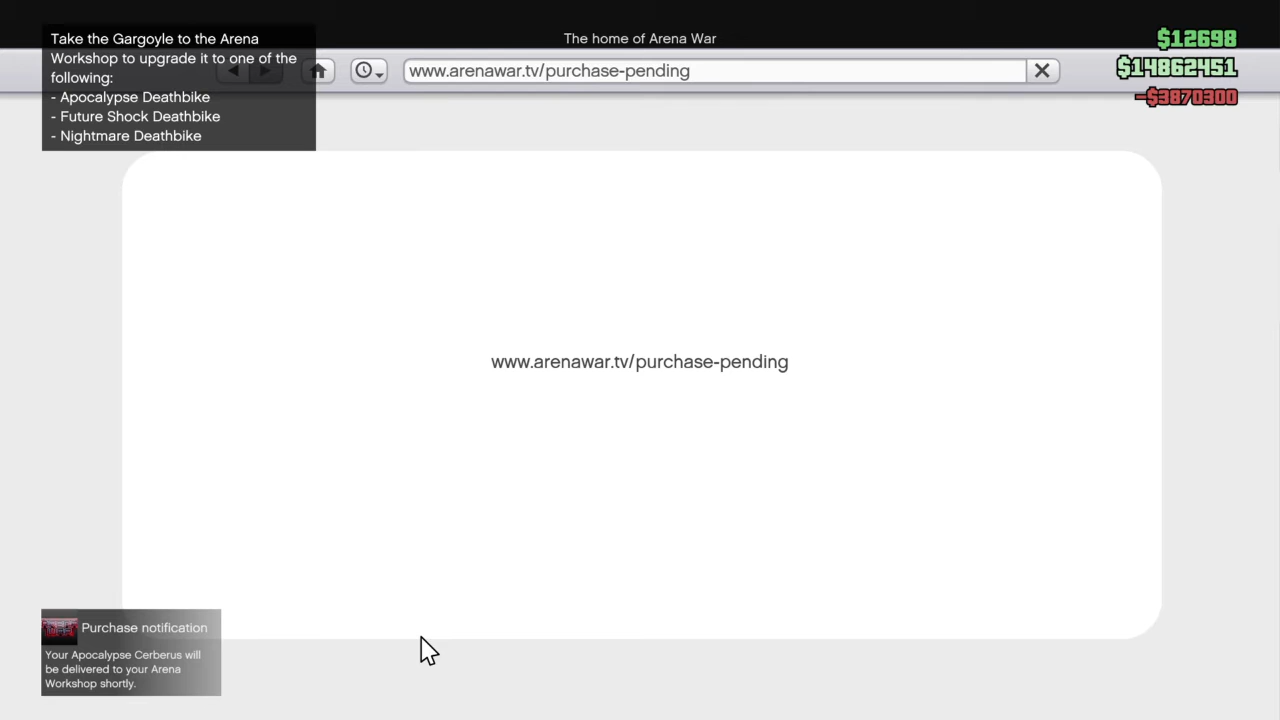 Take the Gargoyle to the Arena
Workshop to upgrade it to one of the
following:
- Apocalypse Deathbike
- Future Shock Deathbike
- Nightmare Deathbike
The home of Arena War
www.arenawar.tv/purchase-pending
$12698
$14862451
-$3870300
www.arenawar.tv/purchase-pending
Purchase notification
Your Apocalypse Cerberus will
be delivered to your Arena
Workshop shortly.